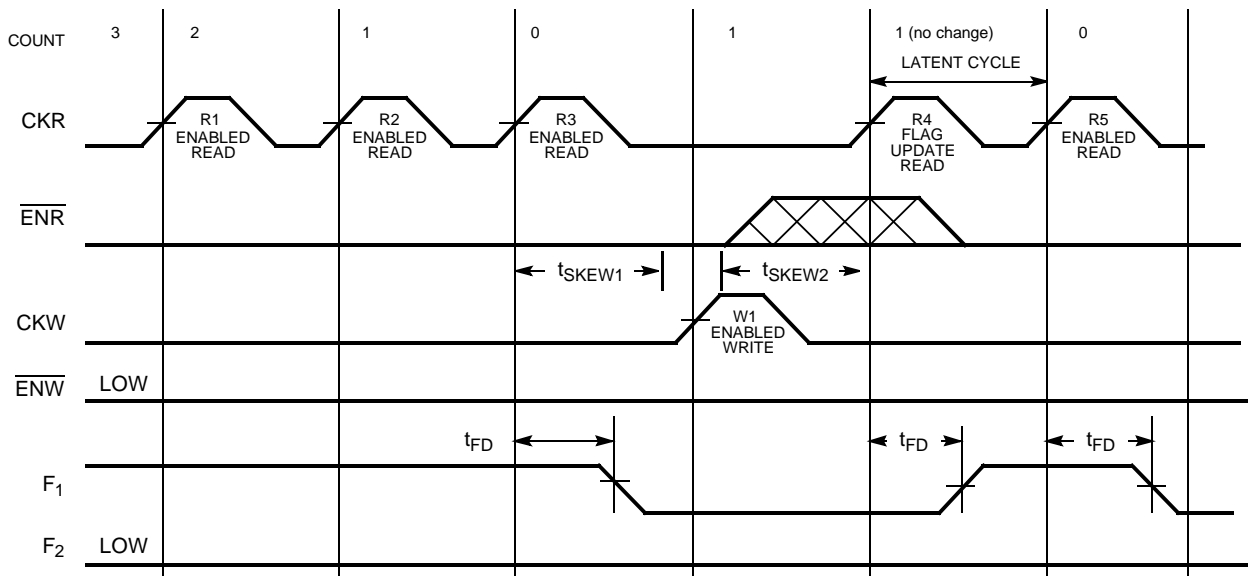 COUNT 3 2 1 0 1 1 (no change) 0
LATENT CYCLE
CKR
R1
ENABLED
READ
R2
ENABLED
READ
R3
ENABLED
READ
R4
FLAG
UPDATE
READ
R5
ENABLED
READ
ENR
tSKEW1 tSKEW2
CKW
W1
ENABLED
WRITE
ENW LOW
tFD tFD tFD
F1
F2 LOW